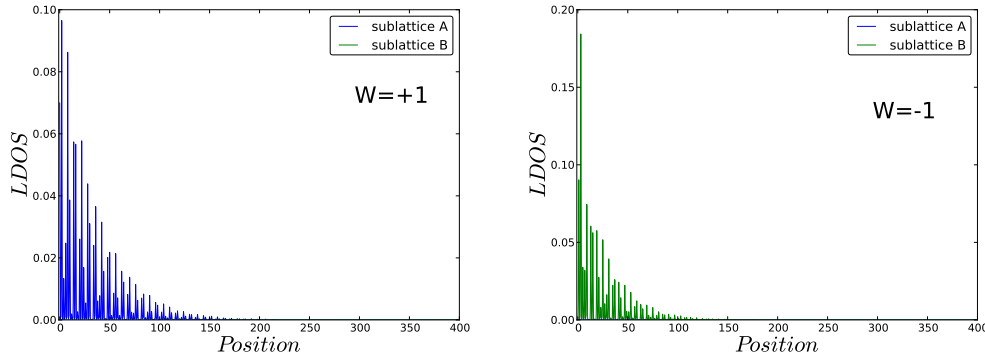 0.10
0.08
0.06
0.04
0.02
0.00
LDOS
0 50 100 150 200 250 300 350 400
Position
sublattice A
sublattice B
W=+1
0.20
0.15
0.10
0.05
0.00
LDOS
0 50 100 150 200 250 300 350 400
Position
sublattice A
sublattice B
W=-1